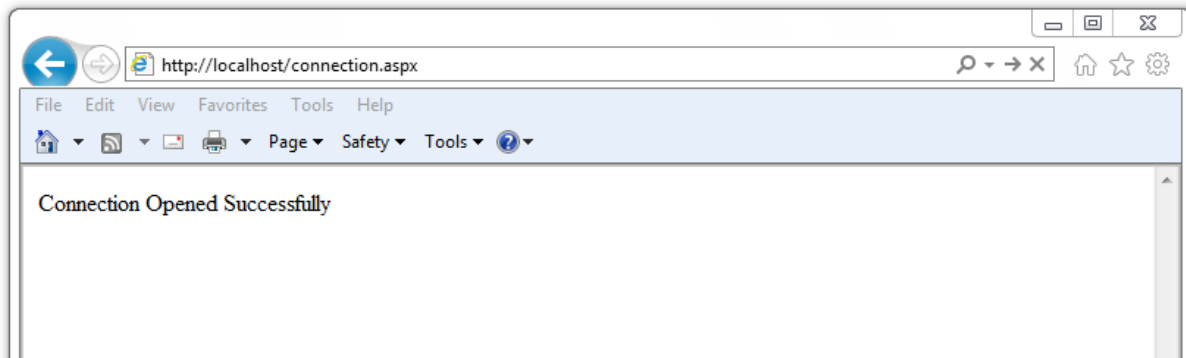 http://localhost/connection.aspx
File Edit View Favorites Tools Help
Page Safety Tools
Connection Opened Successfully